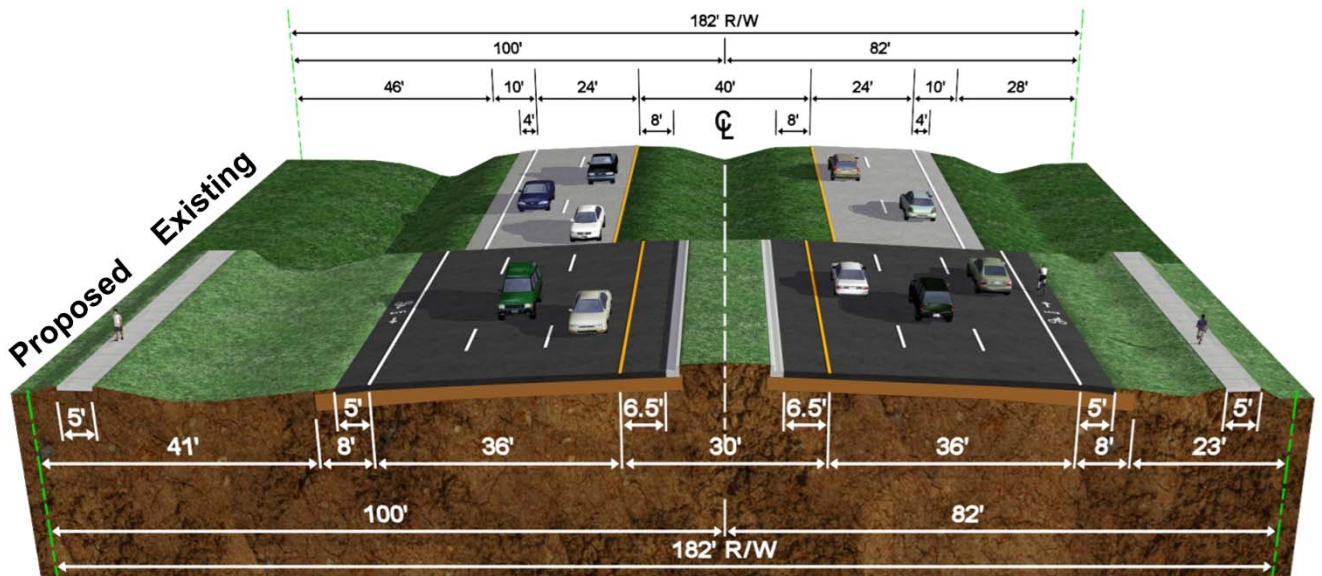 182' R/W
100' 82'
46' 10' 24' 40' 24' 10' 28'
4' 8' ℄ 8' 4'
Existing
Proposed
5' 5' 6.5' 6.5' 5' 5'
41' 8' 36' 30' 36' 8' 23'
100' 82'
182' R/W